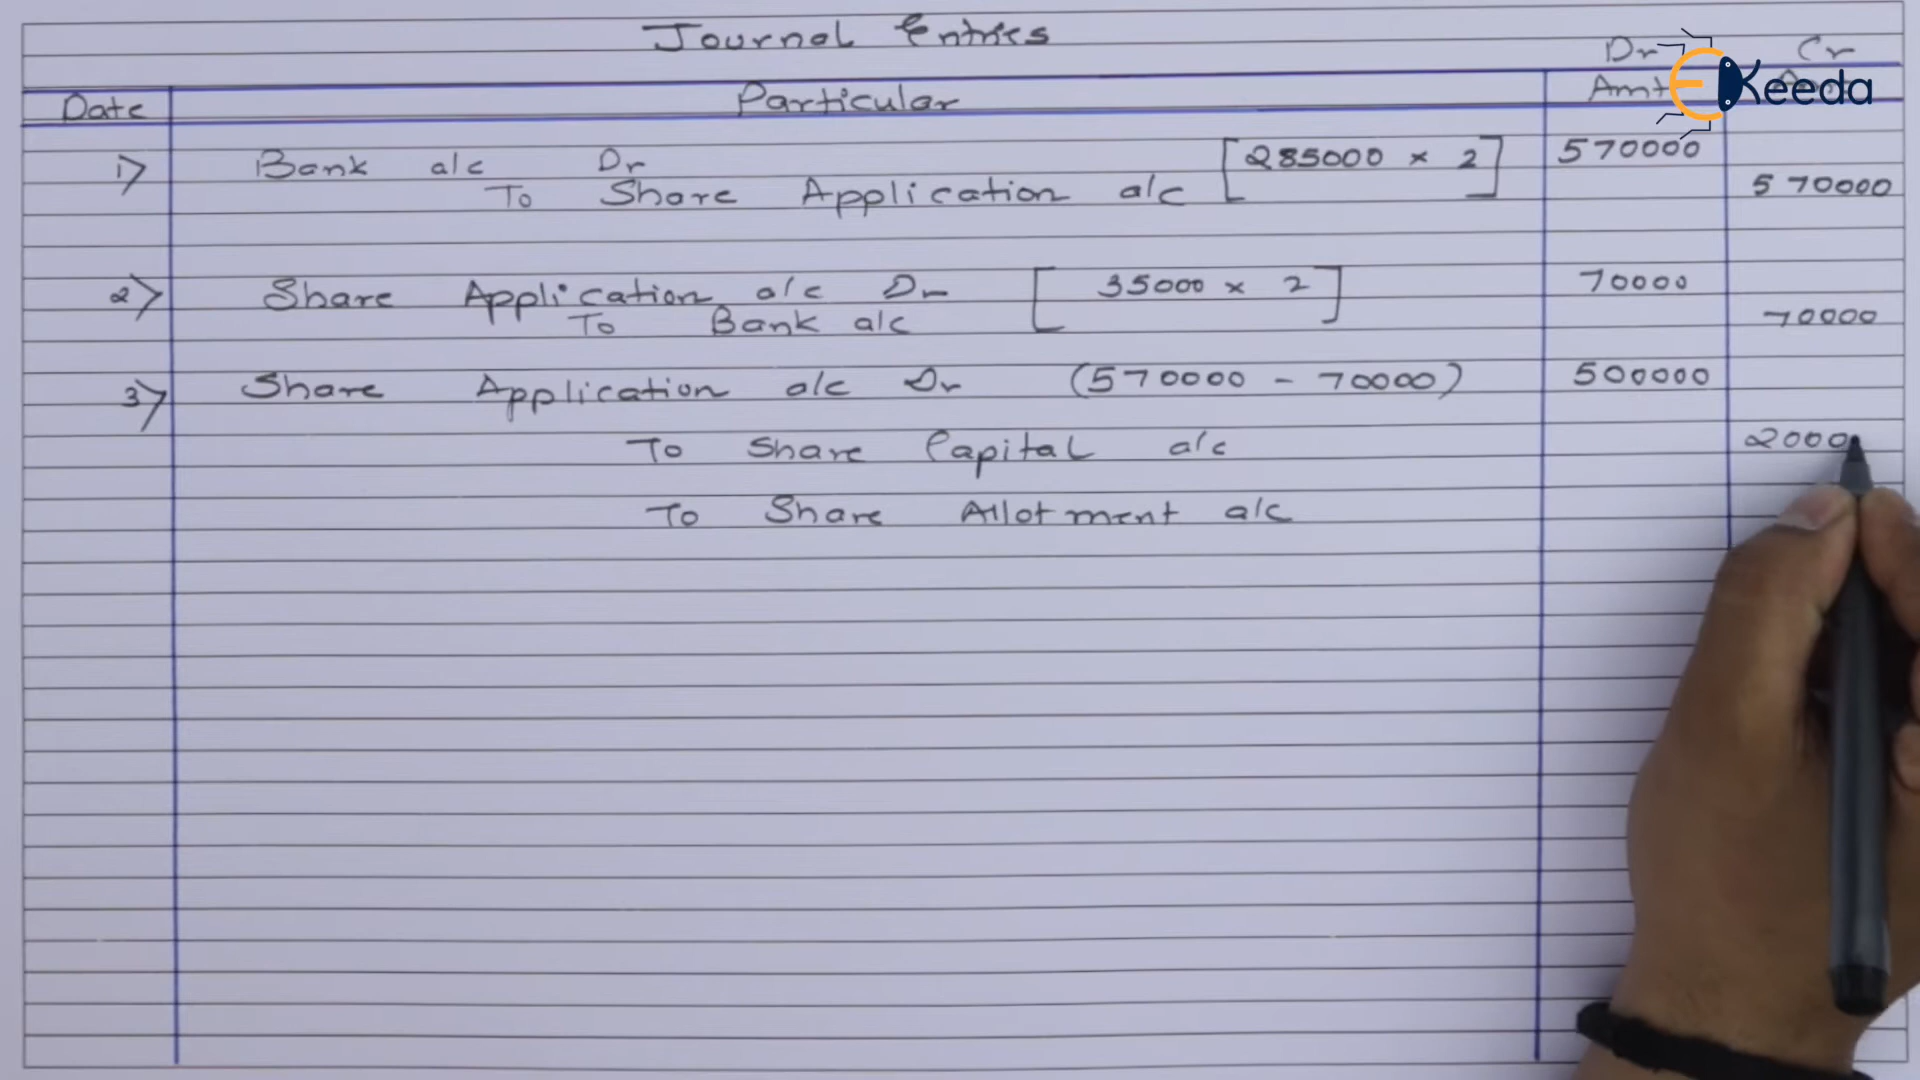 Journal Entries
Dr Cr
Date Particular Amt
1) Bank a/c Dr [285000 × 2] 570000
To Share Application a/c 570000
2) Share Application a/c Dr [35000 × 2] 70000
To Bank a/c 70000
3) Share Application a/c Dr (570000 - 70000) 500000
To Share Capital a/c 2000
To Share Allotment a/c
Keeda